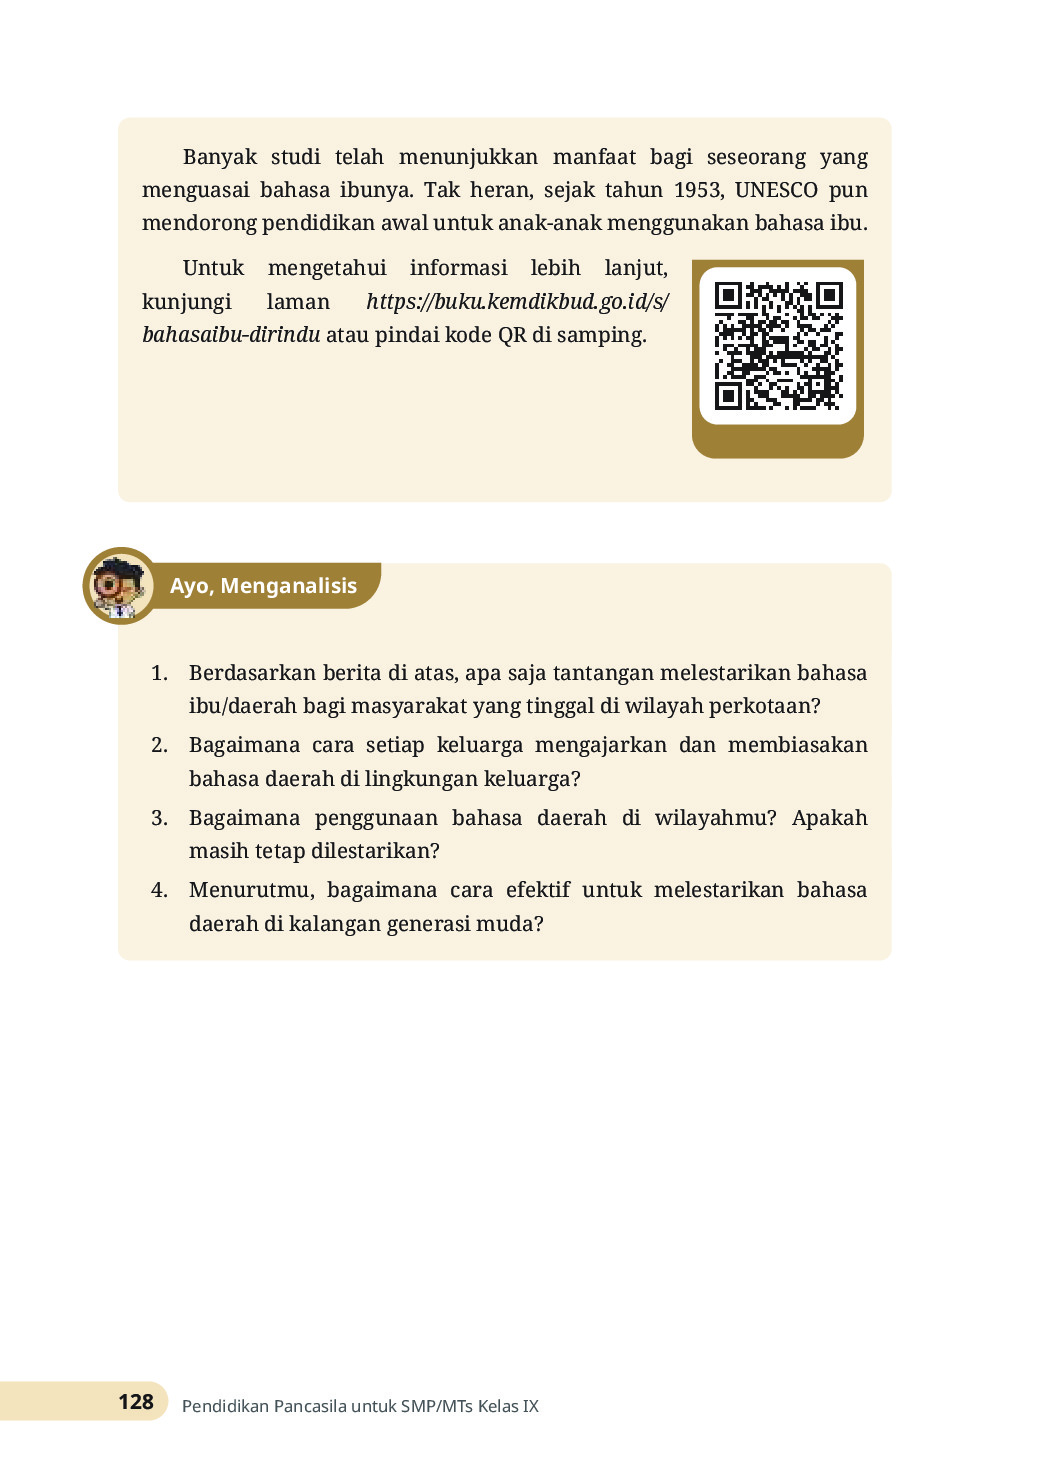 Banyak studi telah menunjukkan manfaat bagi seseorang yang
menguasai bahasa ibunya. Tak heran, sejak tahun 1953, UNESCO pun
mendorong pendidikan awal untuk anak-anak menggunakan bahasa ibu.
Untuk mengetahui informasi lebih lanjut,
kunjungi laman https://buku.kemdikbud.go.id/s/
bahasaibu-dirindu atau pindai kode QR di samping.
Ayo, Menganalisis
1. Berdasarkan berita di atas, apa saja tantangan melestarikan bahasa
ibu/daerah bagi masyarakat yang tinggal di wilayah perkotaan?
2. Bagaimana cara setiap keluarga mengajarkan dan membiasakan
bahasa daerah di lingkungan keluarga?
3. Bagaimana penggunaan bahasa daerah di wilayahmu? Apakah
masih tetap dilestarikan?
4. Menurutmu, bagaimana cara efektif untuk melestarikan bahasa
daerah di kalangan generasi muda?
128 Pendidikan Pancasila untuk SMP/MTs Kelas IX